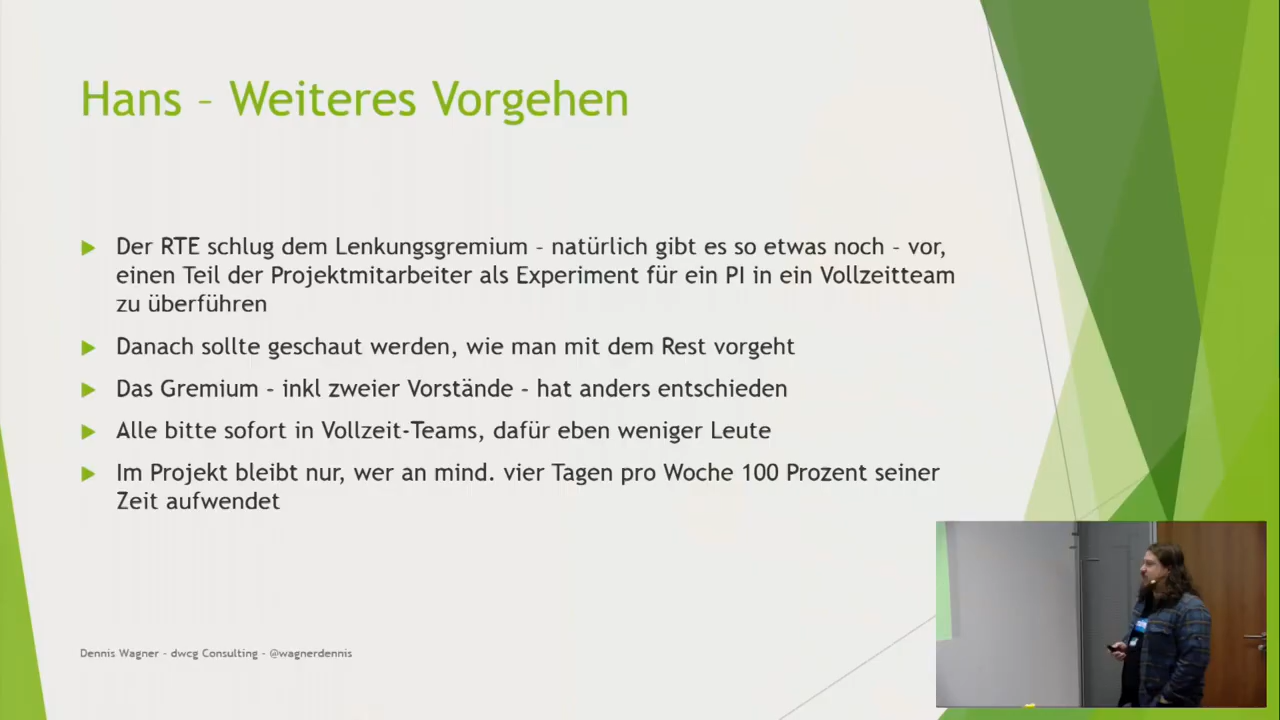 Hans – Weiteres Vorgehen
Der RTE schlug dem Lenkungsgremium – natürlich gibt es so etwas noch – vor,
einen Teil der Projektmitarbeiter als Experiment für ein PI in ein Vollzeitteam
zu überführen
Danach sollte geschaut werden, wie man mit dem Rest vorgeht
Das Gremium – inkl zweier Vorstände – hat anders entschieden
Alle bitte sofort in Vollzeit-Teams, dafür eben weniger Leute
Im Projekt bleibt nur, wer an mind. vier Tagen pro Woche 100 Prozent seiner
Zeit aufwendet
Dennis Wagner - dwcg Consulting - @wagnerdennis